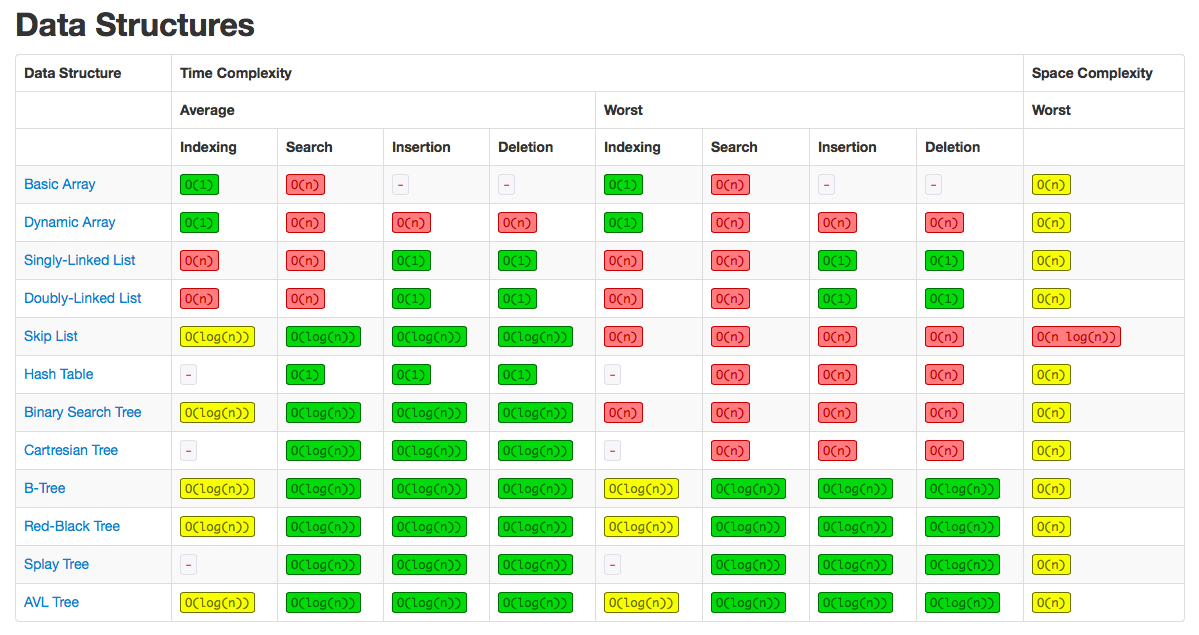 Data Structures
Data Structure Time Complexity Space Complexity
Average Worst Worst
Indexing Search Insertion Deletion Indexing Search Insertion Deletion
Basic Array O(1) O(n) - - O(1) O(n) - - O(n)
Dynamic Array O(1) O(n) O(n) O(n) O(1) O(n) O(n) O(n) O(n)
Singly-Linked List O(n) O(n) O(1) O(1) O(n) O(n) O(1) O(1) O(n)
Doubly-Linked List O(n) O(n) O(1) O(1) O(n) O(n) O(1) O(1) O(n)
Skip List O(log(n)) O(log(n)) O(log(n)) O(log(n)) O(n) O(n) O(n) O(n) O(n log(n))
Hash Table - O(1) O(1) O(1) - O(n) O(n) O(n) O(n)
Binary Search Tree O(log(n)) O(log(n)) O(log(n)) O(log(n)) O(n) O(n) O(n) O(n) O(n)
Cartresian Tree - O(log(n)) O(log(n)) O(log(n)) - O(n) O(n) O(n) O(n)
B-Tree O(log(n)) O(log(n)) O(log(n)) O(log(n)) O(log(n)) O(log(n)) O(log(n)) O(log(n)) O(n)
Red-Black Tree O(log(n)) O(log(n)) O(log(n)) O(log(n)) O(log(n)) O(log(n)) O(log(n)) O(log(n)) O(n)
Splay Tree - O(log(n)) O(log(n)) O(log(n)) - O(log(n)) O(log(n)) O(log(n)) O(n)
AVL Tree O(log(n)) O(log(n)) O(log(n)) O(log(n)) O(log(n)) O(log(n)) O(log(n)) O(log(n)) O(n)